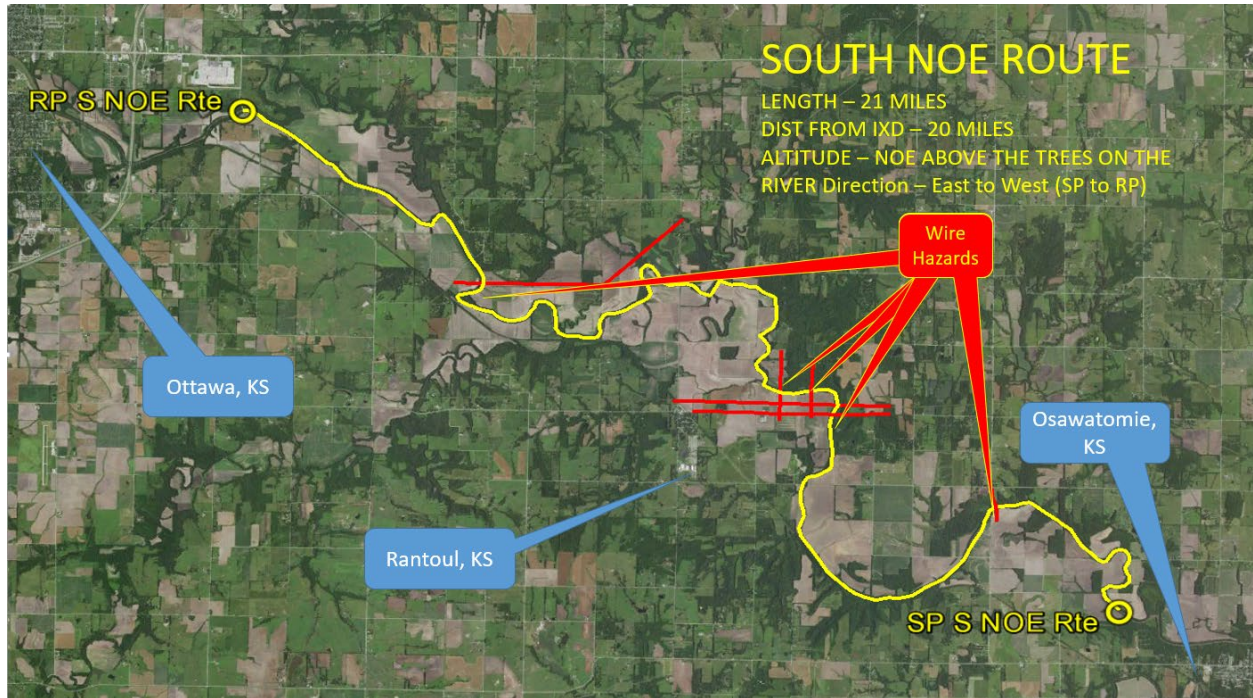 SOUTH NOE ROUTE
LENGTH – 21 MILES
DIST FROM IXD – 20 MILES
ALTITUDE – NOE ABOVE THE TREES ON THE
RIVER Direction – East to West (SP to RP)
RP S NOE Rte
Wire
Hazards
Ottawa, KS
Osawatomie,
KS
Rantoul, KS
SP S NOE Rte